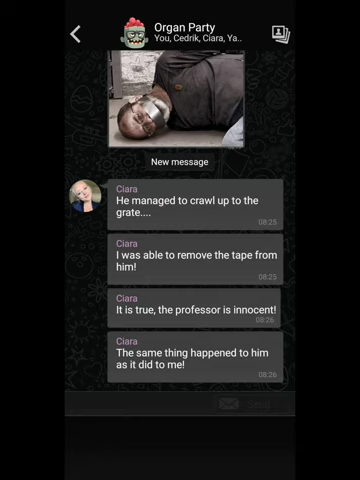 Organ Party
You, Cedrik, Ciara, Ya..
New message
Ciara
He managed to crawl up to the
grate....
08:25
Ciara
I was able to remove the tape from
him!
08:25
Ciara
It is true, the professor is innocent!
08:26
Ciara
The same thing happened to him
as it did to me!
08:26
Send